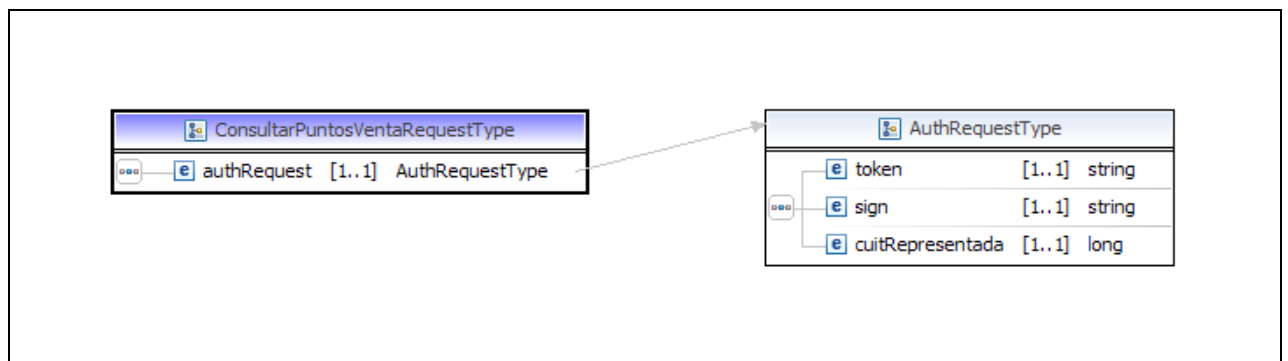 ConsultarPuntosVentaRequestType
e authRequest [1..1] AuthRequestType
AuthRequestType
e token [1..1] string
e sign [1..1] string
e cuitRepresentada [1..1] long